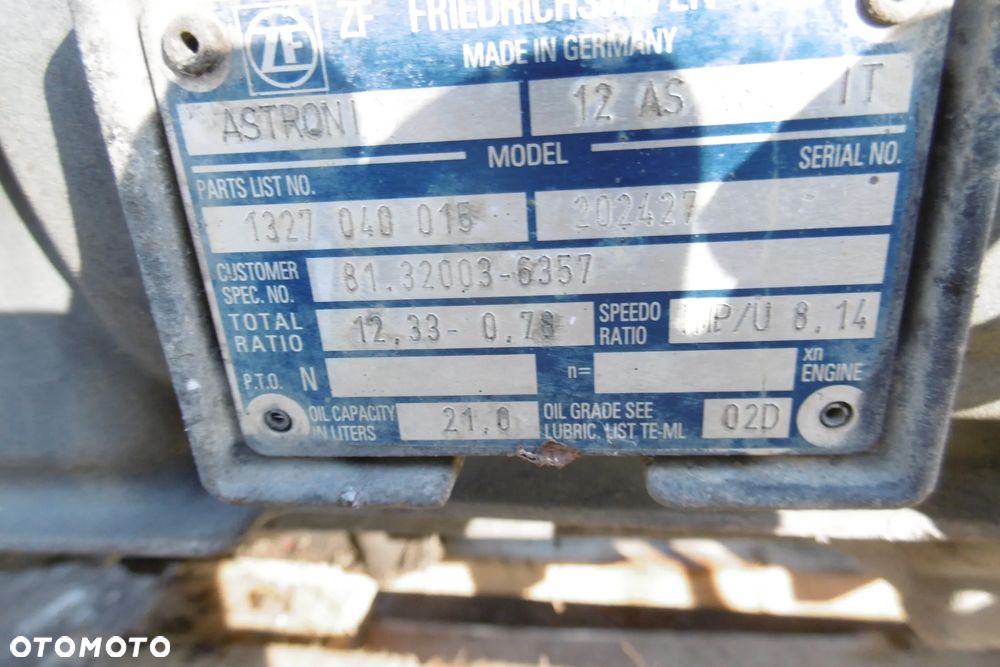 ZF ZF
MADE IN GERMANY
12 AS IT
MODEL SERIAL NO.
PARTS LIST NO.
1327 040 015 202427
CUSTOMER SPEC. NO. 81.32003-6357
TOTAL RATIO 12,33- 0.78 SPEEDO RATIO 8.14
P.T.O. N n= xn ENGINE
OIL CAPACITY IN LITERS 21.0 OIL GRADE SEE LUBRIC. LIST TE-ML 02D
OTOMOTO